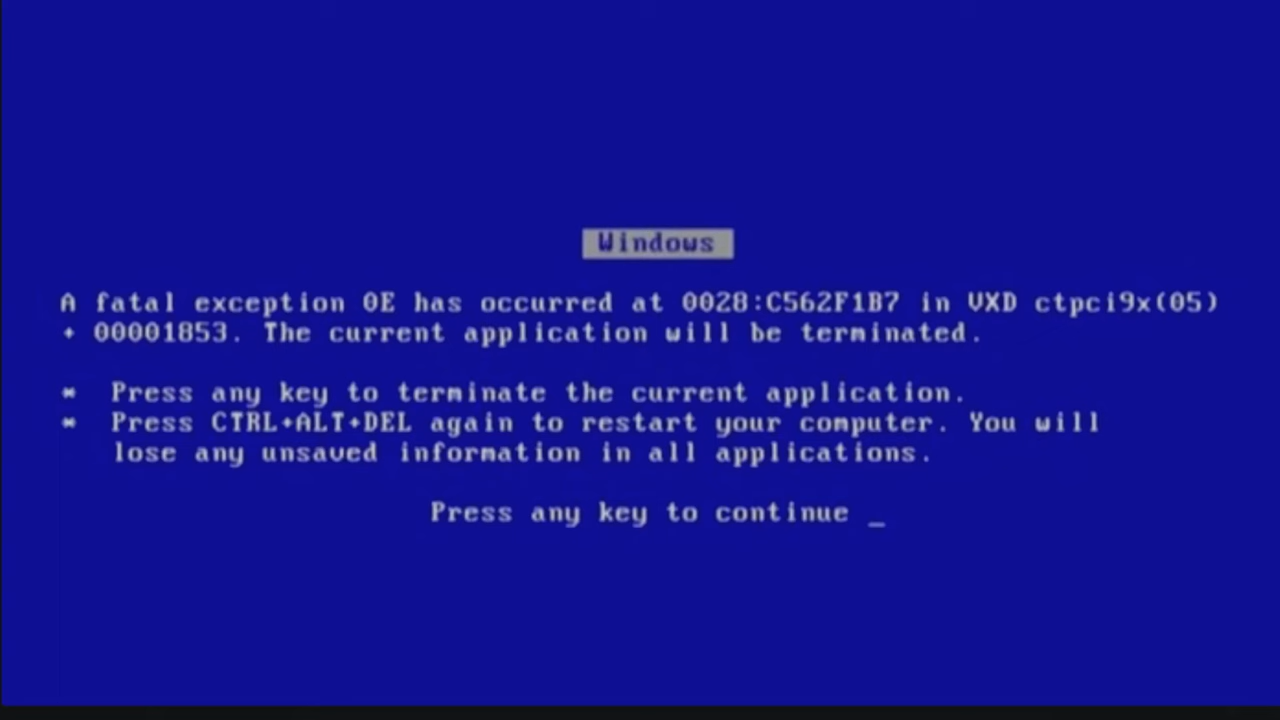 Windows
A fatal exception 0E has occurred at 0028:C562F1B7 in VXD ctpci9x(05)
+ 00001853. The current application will be terminated.
* Press any key to terminate the current application.
* Press CTRL+ALT+DEL again to restart your computer. You will
lose any unsaved information in all applications.
Press any key to continue _